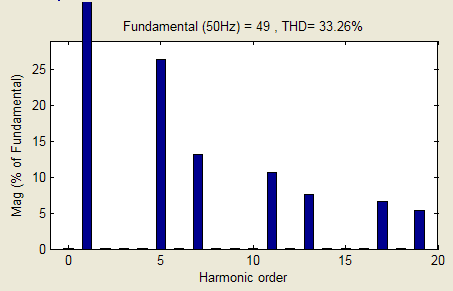 Fundamental (50Hz) = 49 , THD= 33.26%
25
20
15
10
5
0
Mag (% of Fundamental)
0 5 10 15 20
Harmonic order